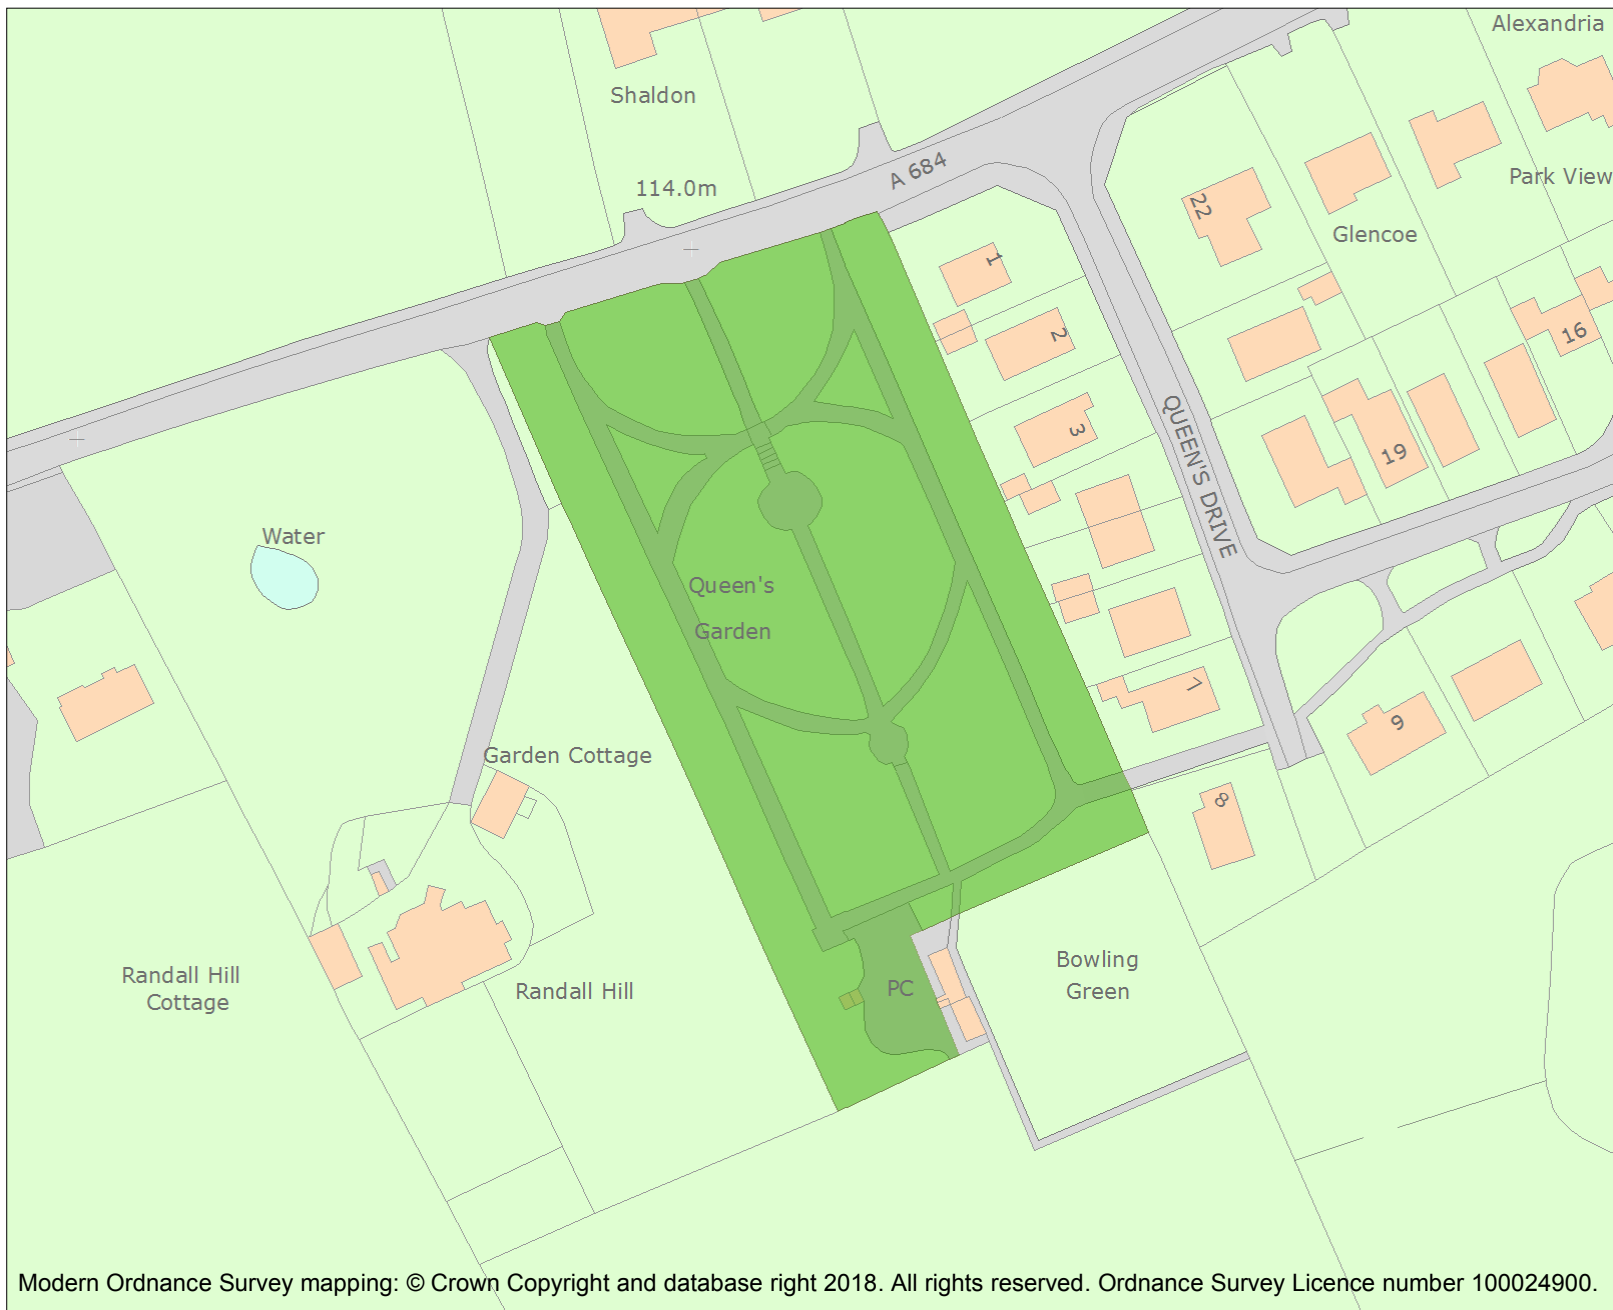 Alexandria
Shaldon
A 684
114.0m
Park View
22
Glencoe
1
2
16
3
19
QUEEN'S DRIVE
Water
Queen's
Garden
7
9
Garden Cottage
8
Bowling
Green
Randall Hill
Cottage
Randall Hill
PC
Modern Ordnance Survey mapping: © Crown Copyright and database right 2018. All rights reserved. Ordnance Survey Licence number 100024900.